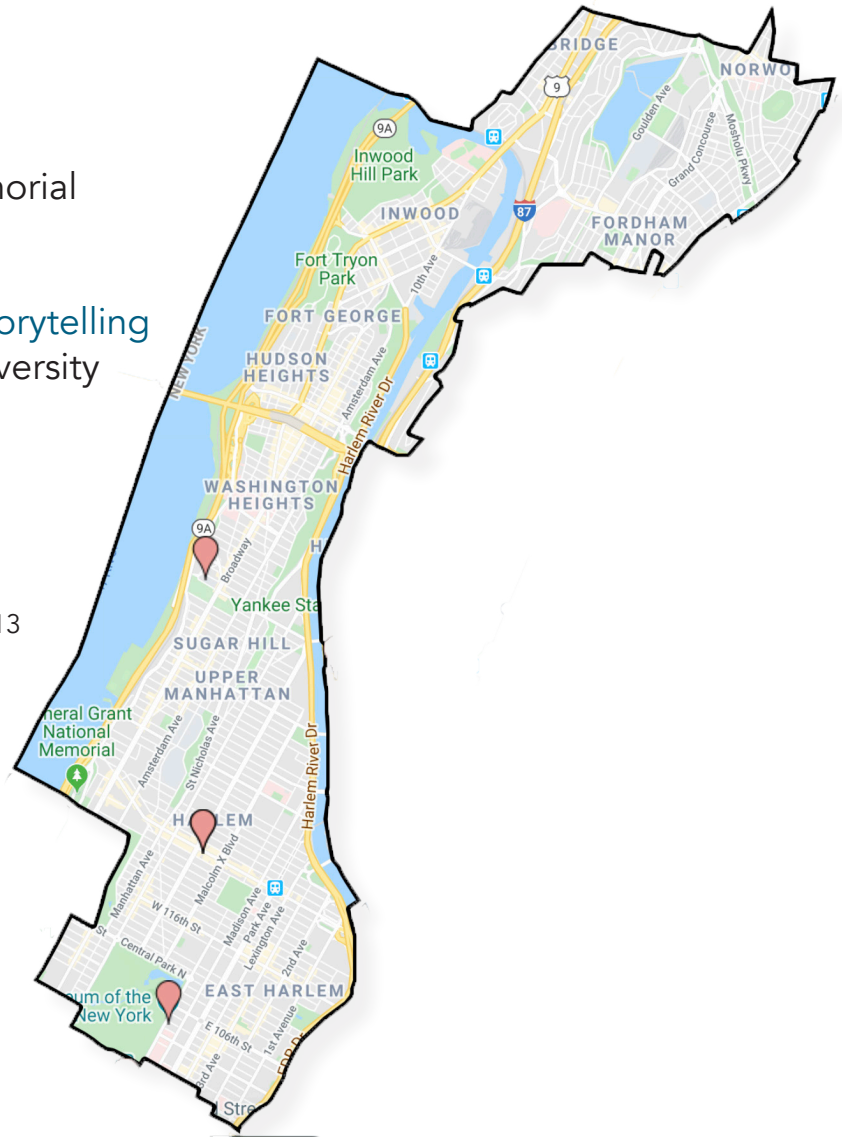 norial
orytelling
versity
13
BRIDGE
NORWO
9
9A
Goulden Ave
Grand Concourse
Mosholu Pkwy
Inwood
Hill Park
INWOOD
87
FORDHAM
MANOR
Fort Tryon
Park
10th Ave
FORT GEORGE
NEW YORK
HUDSON
HEIGHTS
Amsterdam Ave
Harlem River Dr
WASHINGTON
HEIGHTS
9A
H
Broadway
Yankee Sta
SUGAR HILL
UPPER
MANHATTAN
neral Grant
National
Memorial
Amsterdam Ave
St Nicholas Ave
Harlem River Dr
Manhattan Ave
Malcolm X Blvd
W 116th St
Madison Ave
Park Ave
Lexington Ave
2nd Ave
St
Central Park N
EAST HARLEM
um of the
New York
E 106th St
1st Avenue
FDR Dr
3rd Ave
Stre